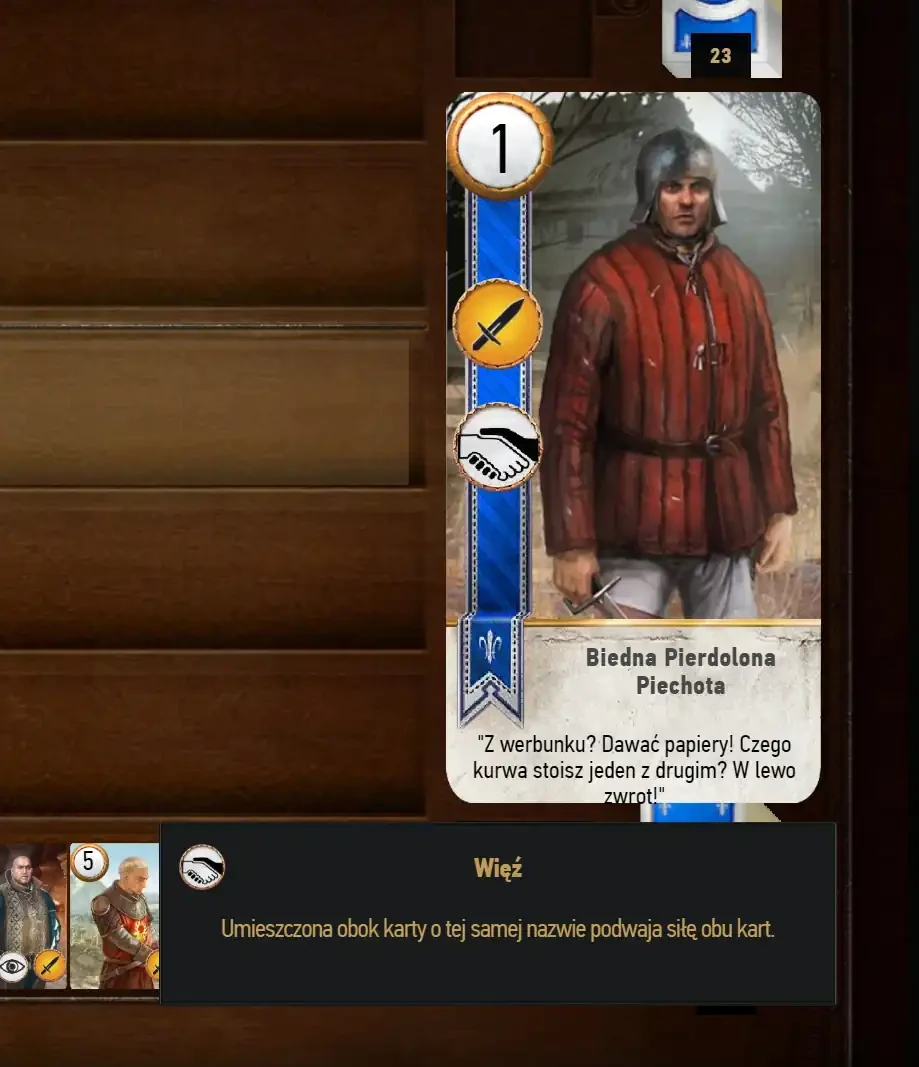 23
1
Biedna Pierdolona
Piechota
"Z werbunku? Dawać papiery! Czego
kurwa stoisz jeden z drugim? W lewo
zwrot!"
5
Więź
Umieszczona obok karty o tej samej nazwie podwaja siłę obu kart.